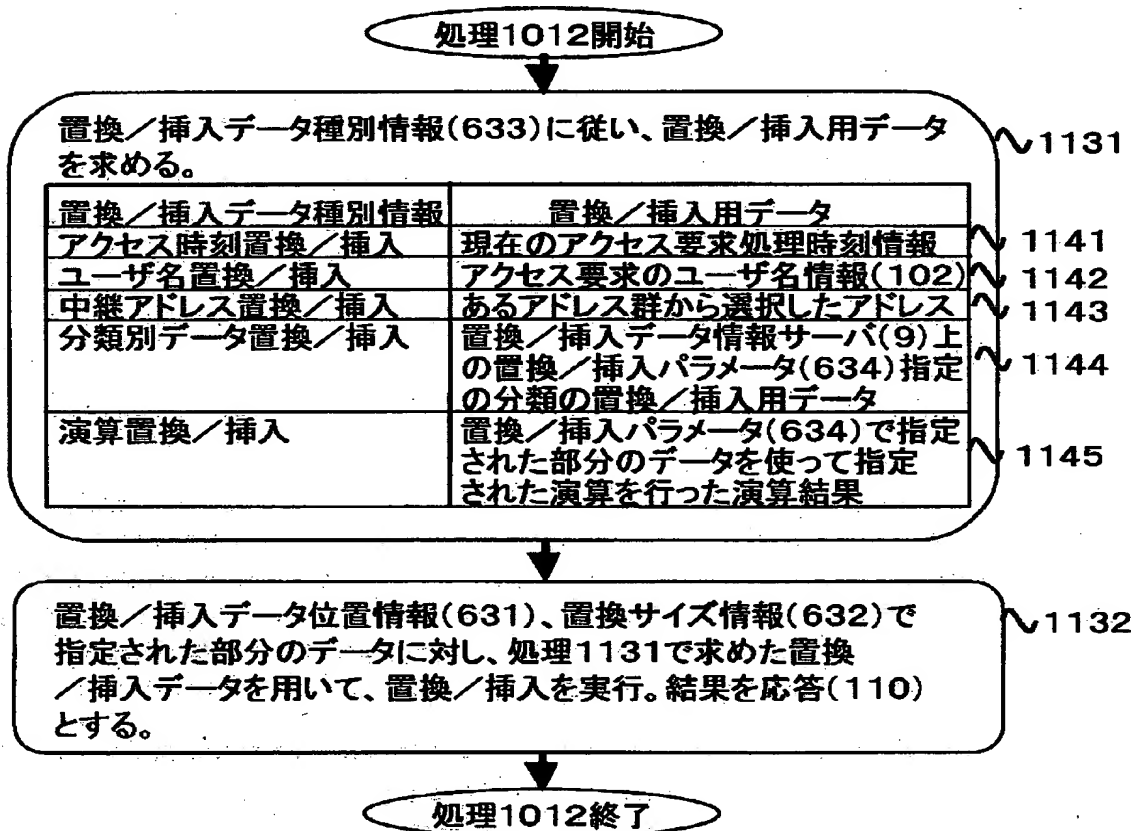 処理1012開始
置換／挿入データ種別情報(633)に従い、置換／挿入用データ
を求める。
1131
置換／挿入データ種別情報 置換／挿入用データ
アクセス時刻置換／挿入 現在のアクセス要求処理時刻情報
1141
ユーザ名置換／挿入 アクセス要求のユーザ名情報(102)
1142
中継アドレス置換／挿入 あるアドレス群から選択したアドレス
1143
分類別データ置換／挿入 置換／挿入データ情報サーバ(9)上
の置換／挿入パラメータ(634)指定
の分類の置換／挿入用データ
1144
演算置換／挿入 置換／挿入パラメータ(634)で指定
された部分のデータを使って指定
された演算を行った演算結果
1145
置換／挿入データ位置情報(631)、置換サイズ情報(632)で
指定された部分のデータに対し、処理1131で求めた置換
／挿入データを用いて、置換／挿入を実行。結果を応答(110)
とする。
1132
処理1012終了